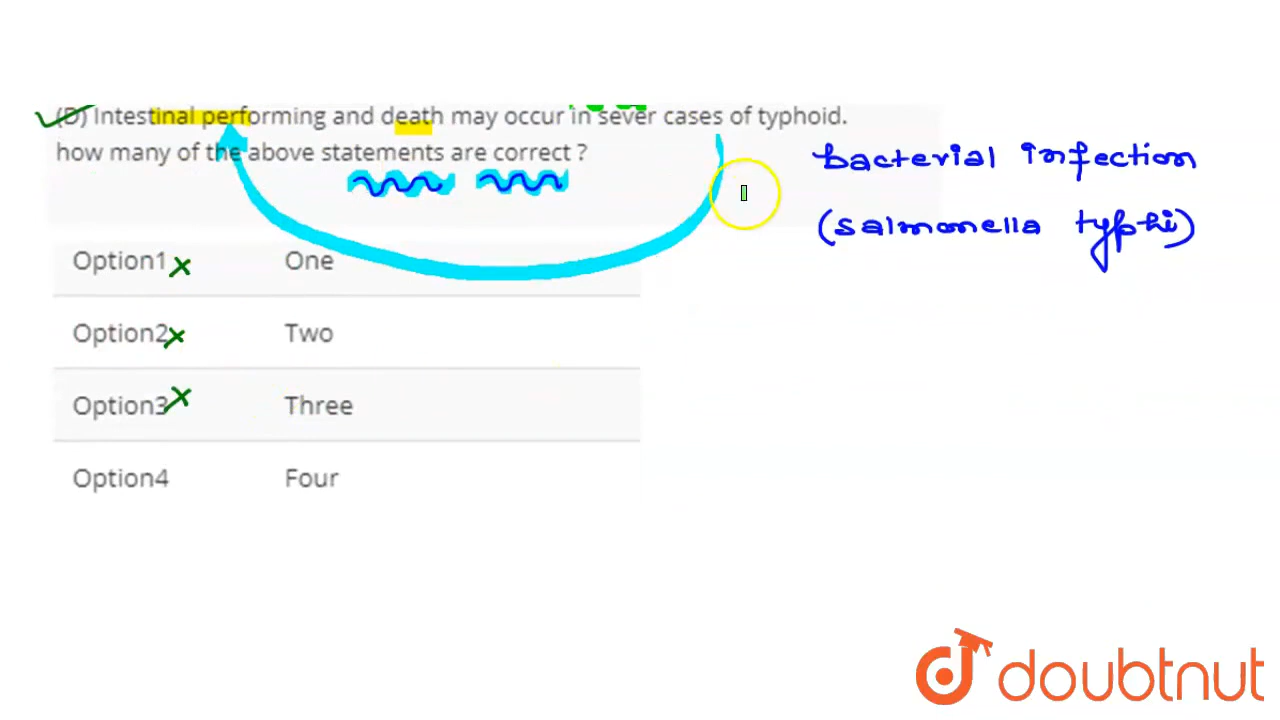 (D) Intestinal performing and death may occur in sever cases of typhoid.
how many of the above statements are correct ?
bacterial infection
(salmonella typhi)
Option1 x One
Option2 x Two
Option3 x Three
Option4 Four
doubtnut